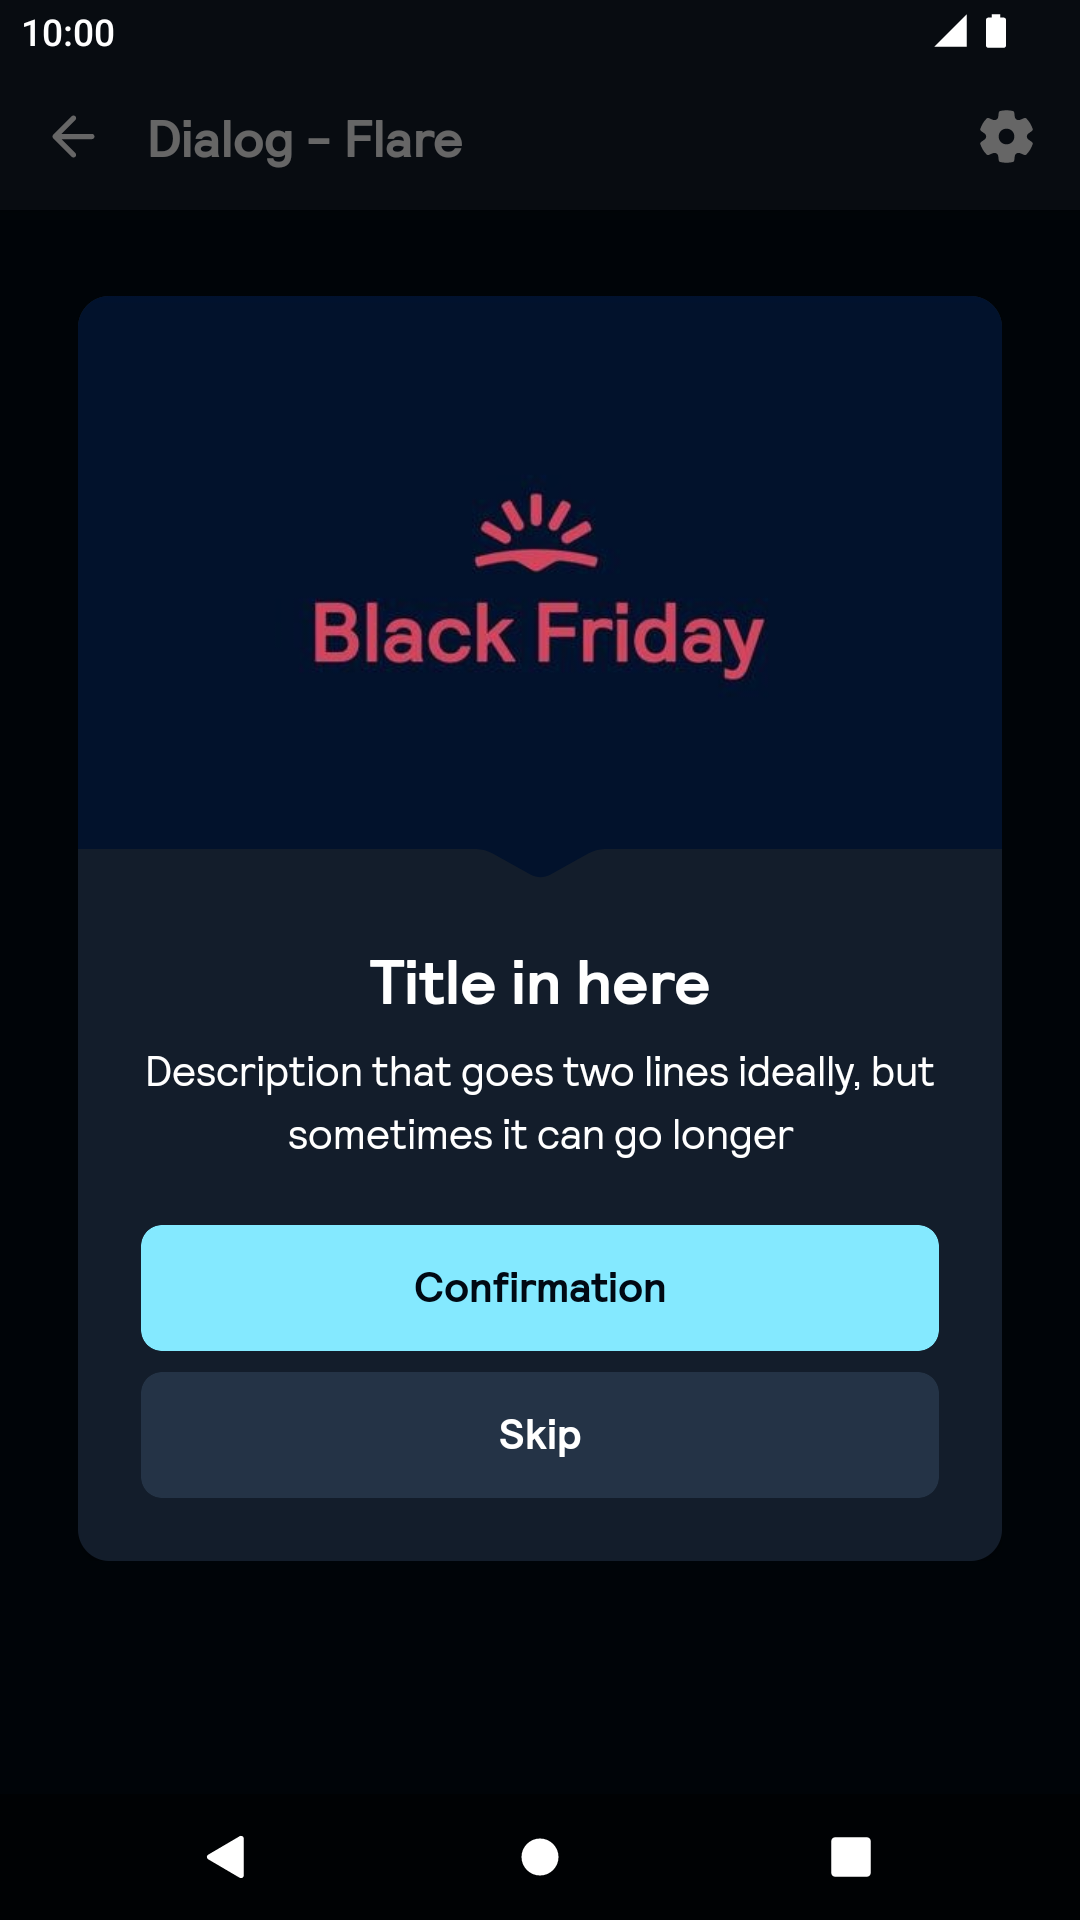 10:00
Dialog - Flare
Black Friday
Title in here
Description that goes two lines ideally, but
sometimes it can go longer
Confirmation
Skip